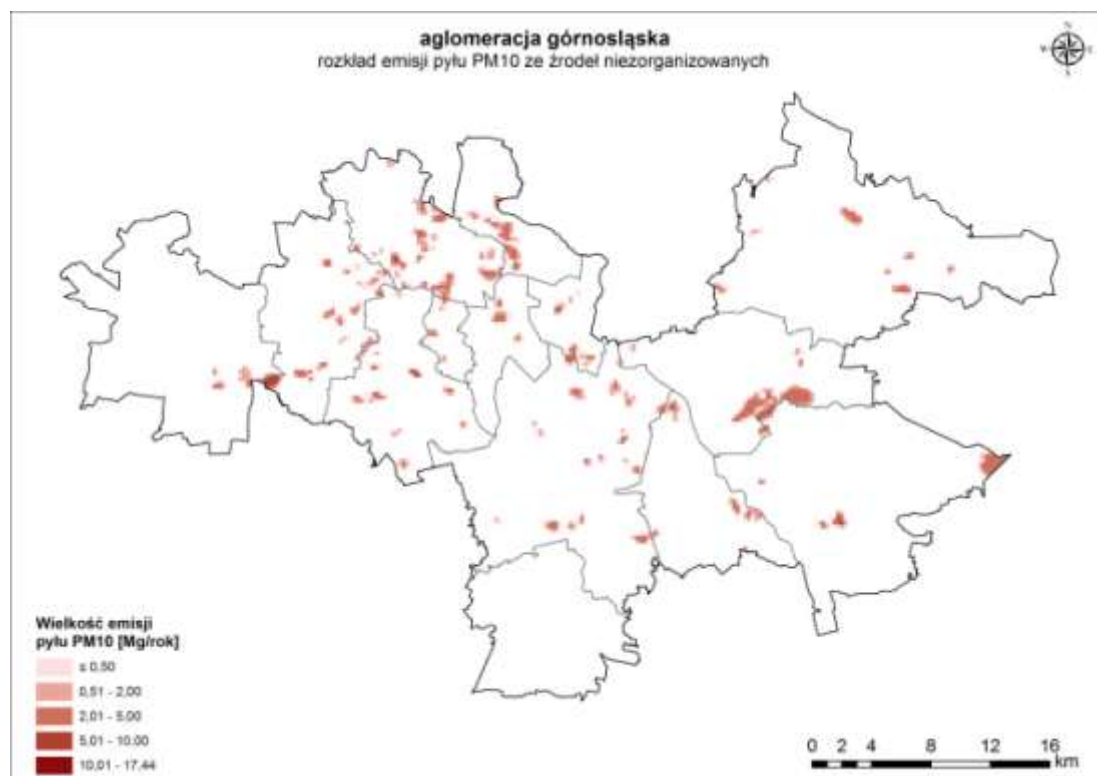 aglomeracja górnośląska
rozkład emisji pyłu PM10 ze źrodeł niezorganizowanych
N
W E
S
Wielkość emisji
pyłu PM10 [Mg/rok]
≤ 0,50
0,51 - 2,00
2,01 - 5,00
5,01 - 10,00
10,01 - 17,44
0 2 4 8 12 16
km